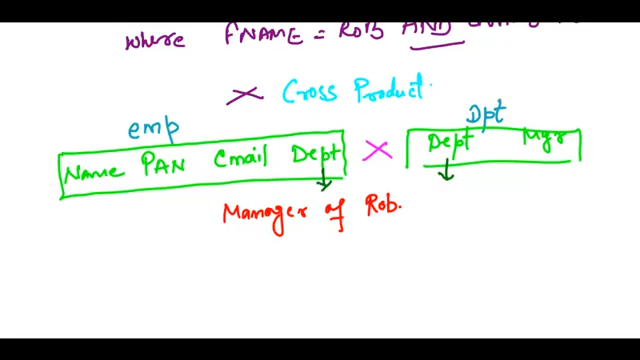 where FNAME = ROB AND
× Cross Product
emp Dpt
Name PAN Email Dept × Dept Mgr
Manager of Rob.